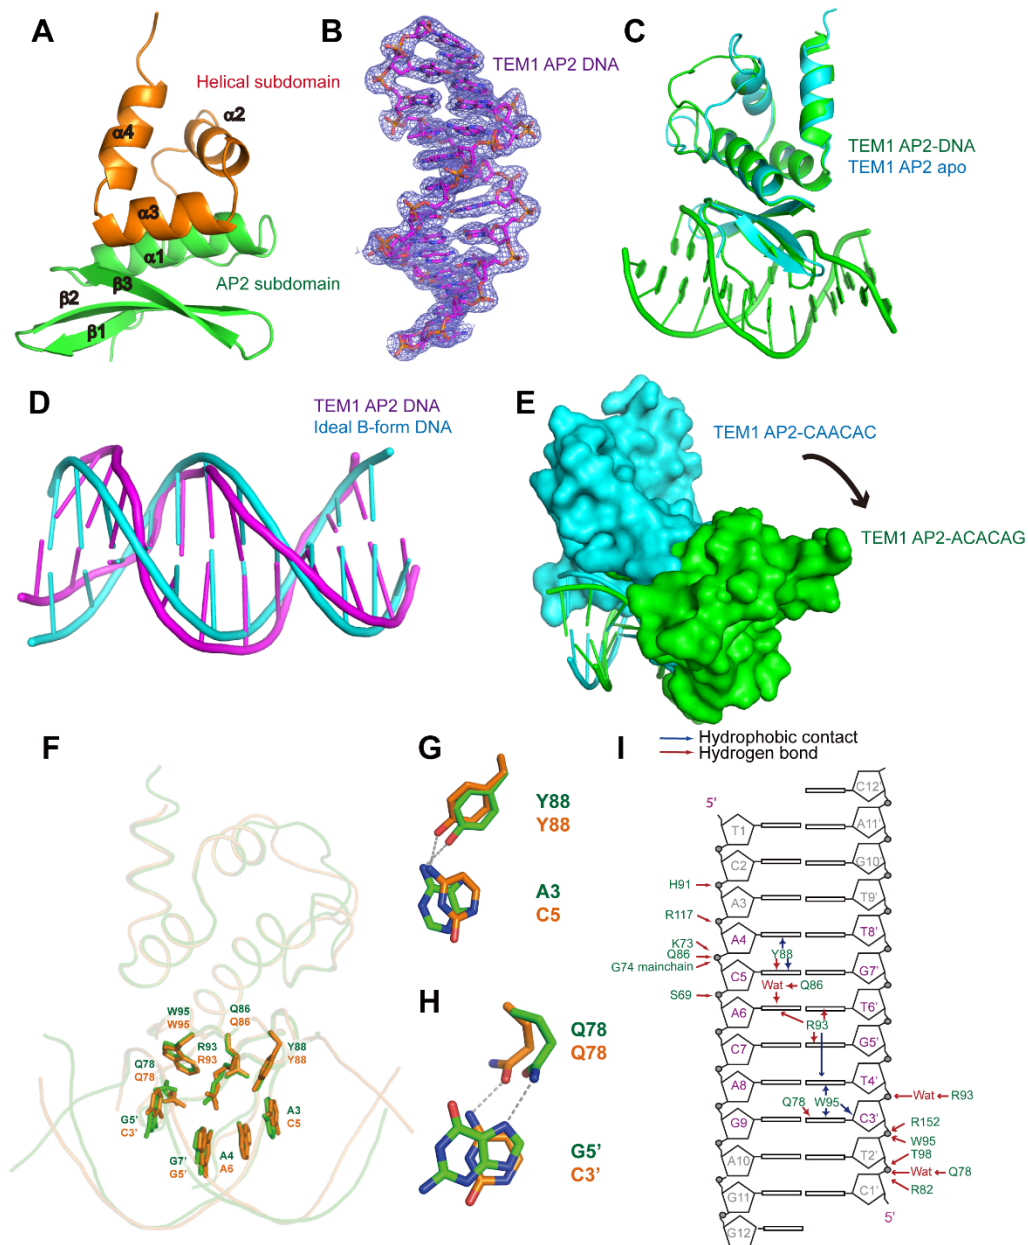 A
Helical subdomain
α2
α4
α3
α1
AP2 subdomain
β3
β2
β1
B
TEM1 AP2 DNA
C
TEM1 AP2-DNA
TEM1 AP2 apo
D
TEM1 AP2 DNA
Ideal B-form DNA
E
TEM1 AP2-CAACAC
TEM1 AP2-ACACAG
F
W95
W95
Q86
Q86
R93
R93
Y88
Y88
Q78
Q78
G5'
C3'
A3
C5
G7'
G5'
A4
A6
G
Y88
Y88
A3
C5
H
Q78
Q78
G5'
C3'
I
Hydrophobic contact
Hydrogen bond
5'
C12'
T1
A11'
C2
G10'
H91
A3
T9'
R117
A4
T8'
K73
Q86
G74 mainchain
Y88
C5
G7'
Wat
Q86
S69
A6
T6'
R93
C7
G5'
A8
T4'
Wat
R93
Q78
W95
G9
C3'
R152
W95
A10
T2'
T98
Wat
Q78
R82
G11
C1'
5'
G12